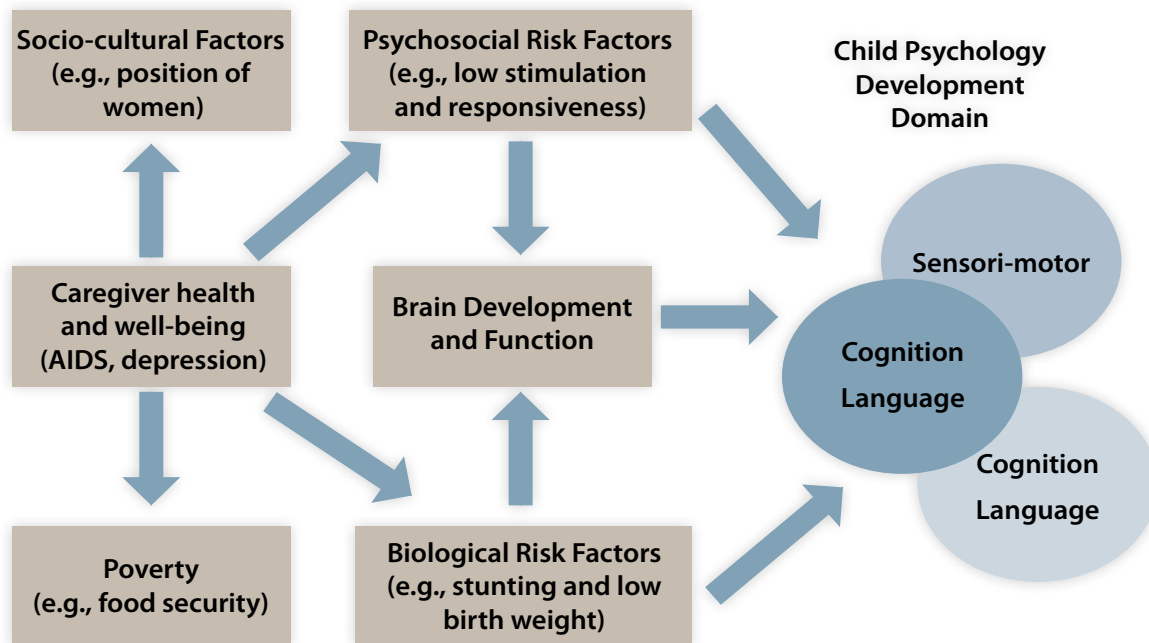 Socio-cultural Factors
(e.g., position of
women)
Psychosocial Risk Factors
(e.g., low stimulation
and responsiveness)
Child Psychology
Development
Domain
Sensori-motor
Caregiver health
and well-being
(AIDS, depression)
Brain Development
and Function
Cognition
Language
Cognition
Language
Poverty
(e.g., food security)
Biological Risk Factors
(e.g., stunting and low
birth weight)